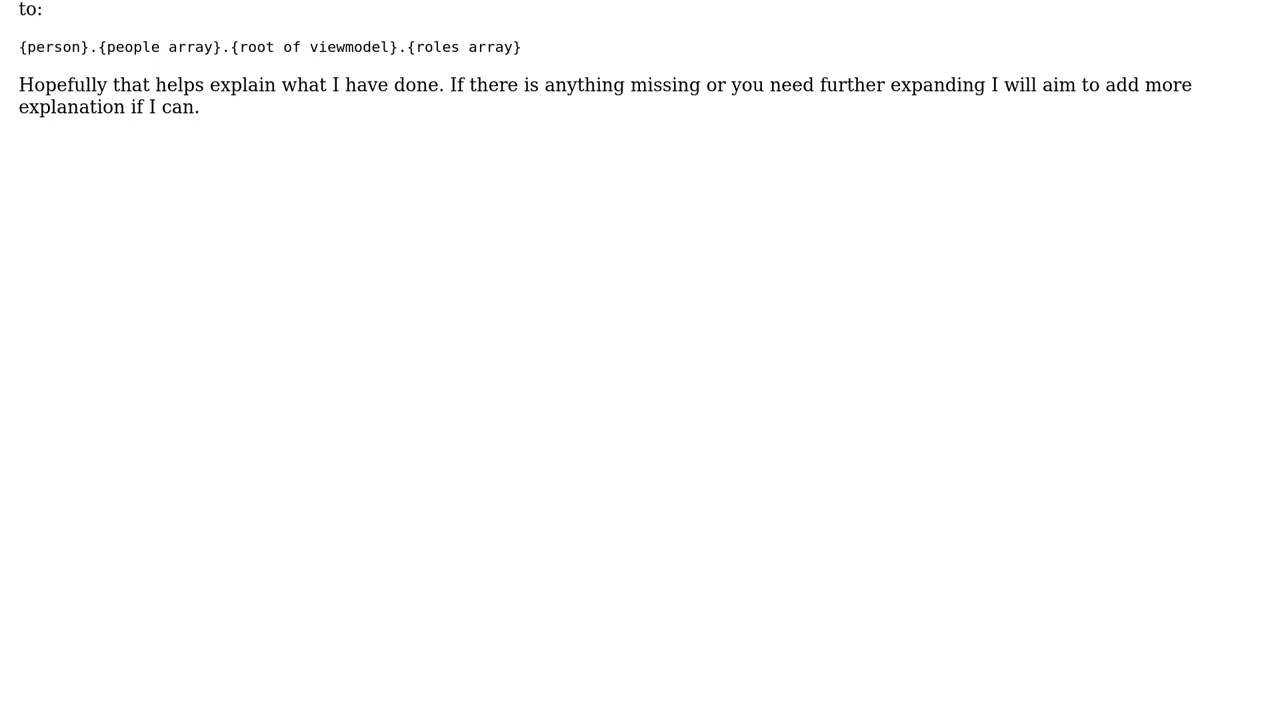 to:
{person}.{people array}.{root of viewmodel}.{roles array}
Hopefully that helps explain what I have done. If there is anything missing or you need further expanding I will aim to add more
explanation if I can.